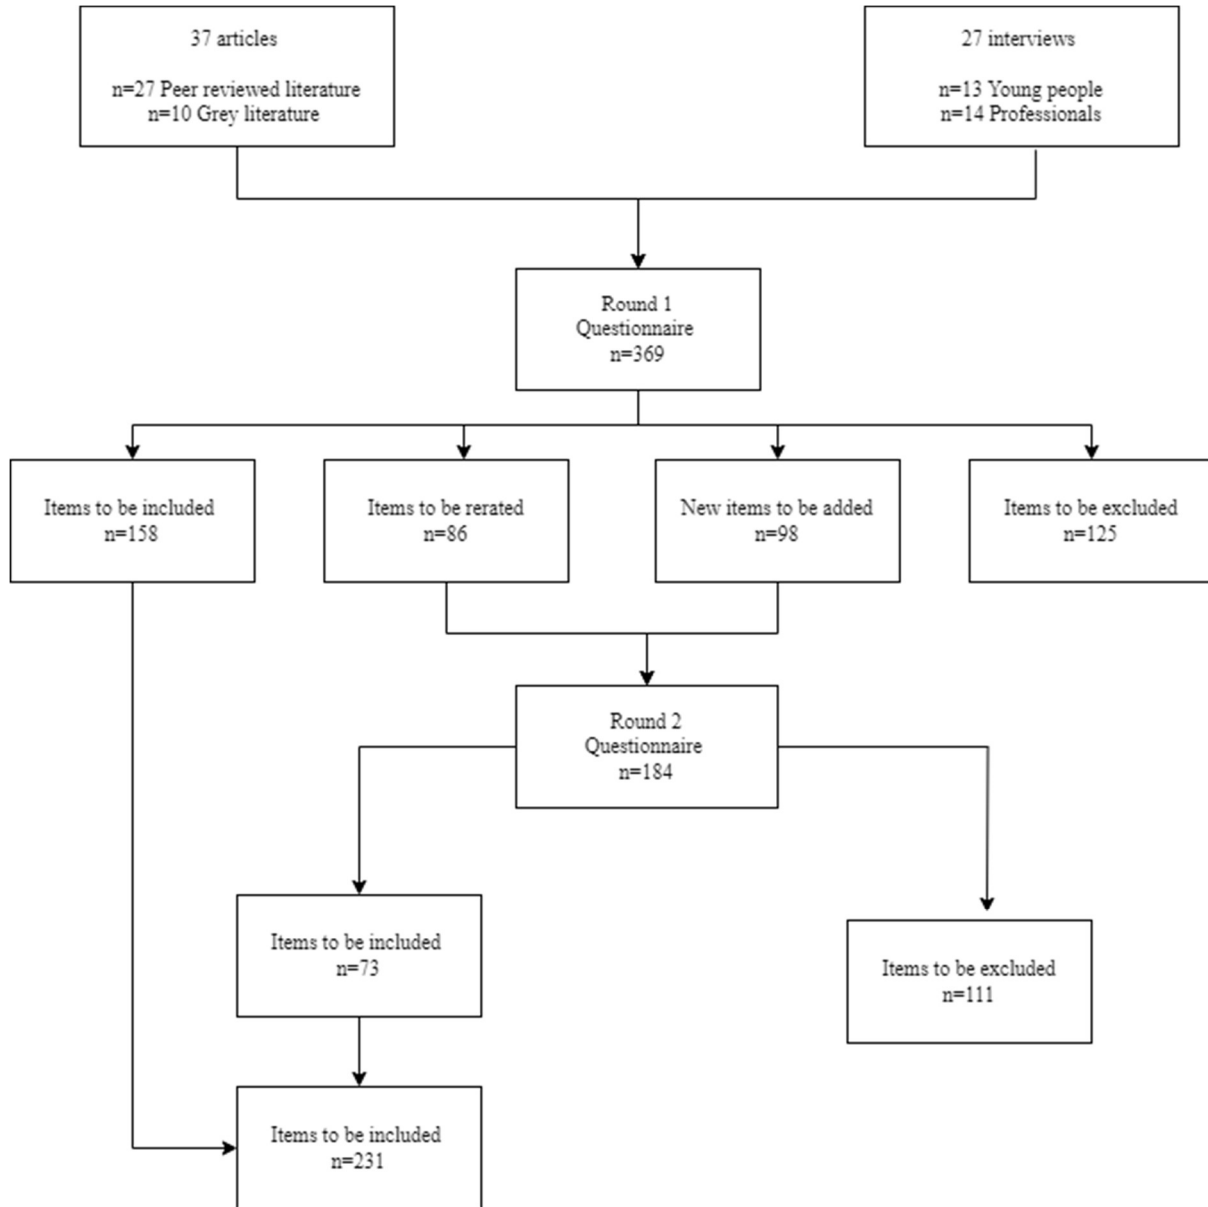 37 articles
n=27 Peer reviewed literature
n=10 Grey literature
27 interviews
n=13 Young people
n=14 Professionals
Round 1
Questionnaire
n=369
Items to be included
n=158
Items to be rerated
n=86
New items to be added
n=98
Items to be excluded
n=125
Round 2
Questionnaire
n=184
Items to be included
n=73
Items to be excluded
n=111
Items to be included
n=231